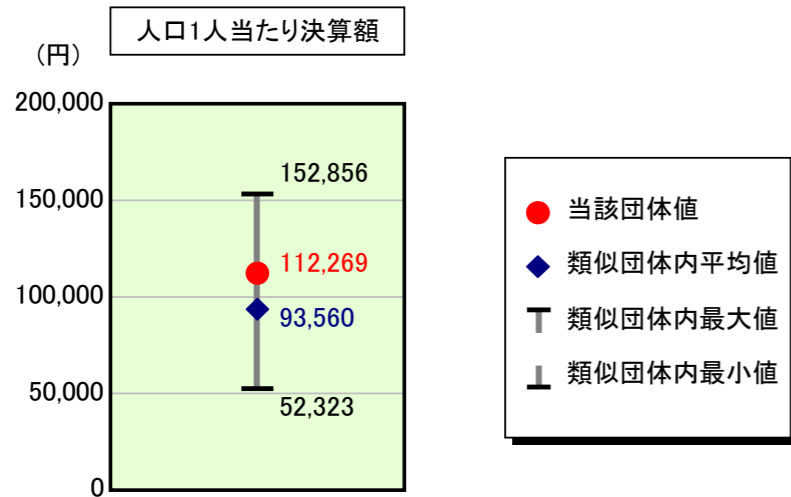 人口1人当たり決算額
(円)
200,000
150,000
100,000
50,000
0
152,856
112,269
93,560
52,323
当該団体値
類似団体内平均値
類似団体内最大値
類似団体内最小値